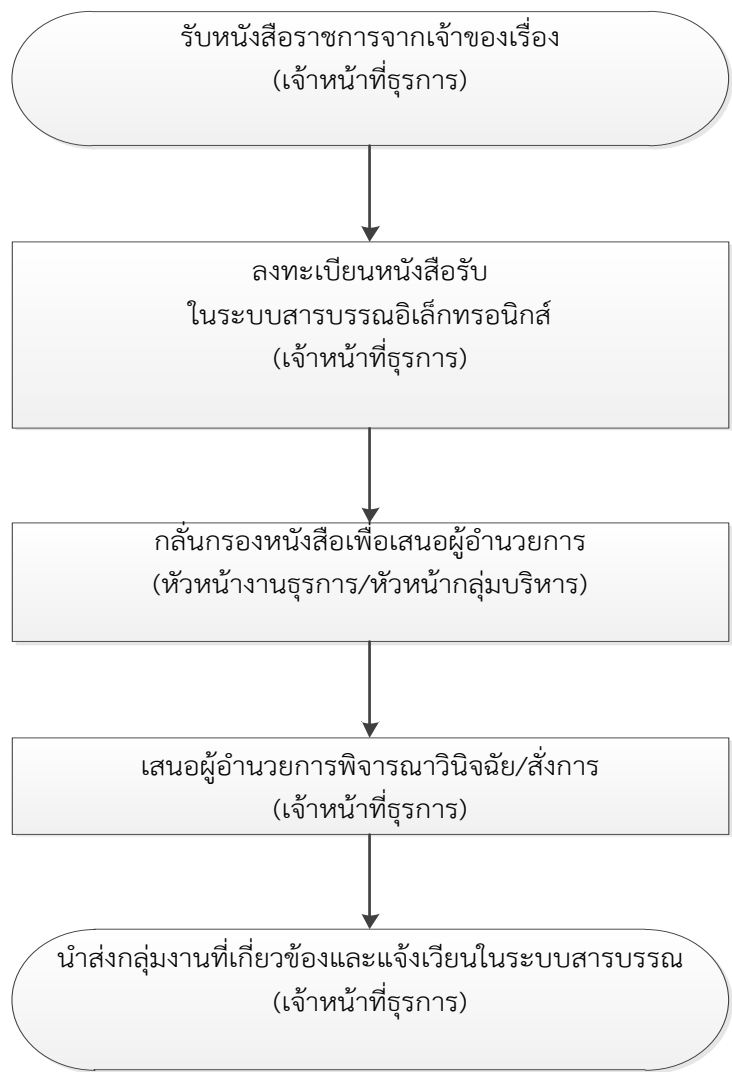 รับหนังสือราชการจากเจ้าของเรื่อง
(เจ้าหน้าที่ธุรการ)
ลงทะเบียนหนังสือรับ
ในระบบสารบรรณอิเล็กทรอนิกส์
(เจ้าหน้าที่ธุรการ)
กลั่นกรองหนังสือเพื่อเสนอผู้อำนวยการ
(หัวหน้างานธุรการ/หัวหน้ากลุ่มบริหาร)
เสนอผู้อำนวยการพิจารณาวินิจฉัย/สั่งการ
(เจ้าหน้าที่ธุรการ)
นำส่งกลุ่มงานที่เกี่ยวข้องและแจ้งเวียนในระบบสารบรรณ
(เจ้าหน้าที่ธุรการ)